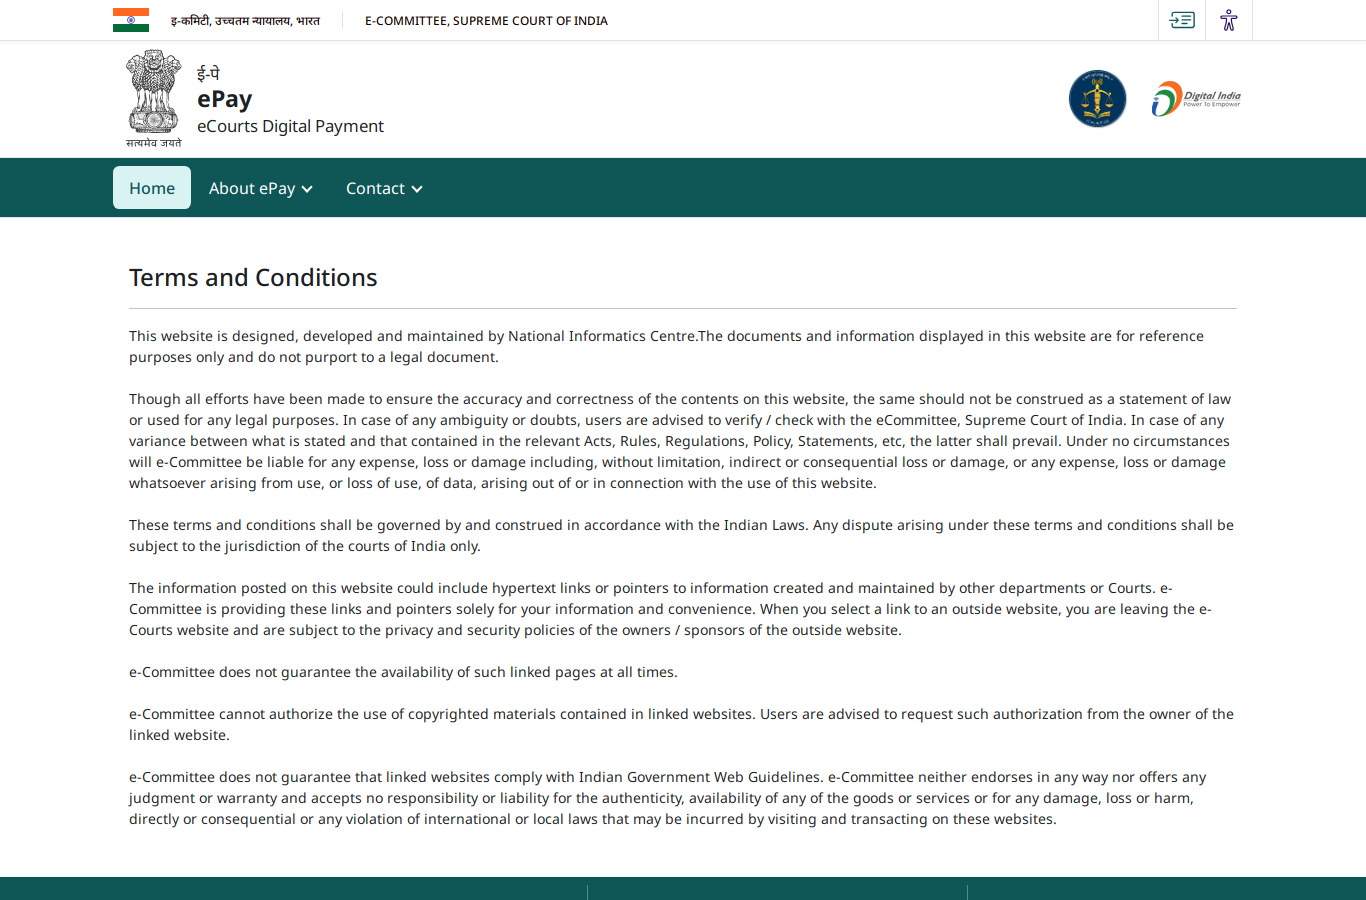 इ-कमिटी, उच्चतम न्यायालय, भारत
E-COMMITTEE, SUPREME COURT OF INDIA
सत्यमेव जयते
ई-पे
ePay
eCourts Digital Payment
Digital India
Power To Empower
Home
About ePay
Contact
Terms and Conditions
This website is designed, developed and maintained by National Informatics Centre.The documents and information displayed in this website are for reference
purposes only and do not purport to a legal document.
Though all efforts have been made to ensure the accuracy and correctness of the contents on this website, the same should not be construed as a statement of law
or used for any legal purposes. In case of any ambiguity or doubts, users are advised to verify / check with the eCommittee, Supreme Court of India. In case of any
variance between what is stated and that contained in the relevant Acts, Rules, Regulations, Policy, Statements, etc, the latter shall prevail. Under no circumstances
will e-Committee be liable for any expense, loss or damage including, without limitation, indirect or consequential loss or damage, or any expense, loss or damage
whatsoever arising from use, or loss of use, of data, arising out of or in connection with the use of this website.
These terms and conditions shall be governed by and construed in accordance with the Indian Laws. Any dispute arising under these terms and conditions shall be
subject to the jurisdiction of the courts of India only.
The information posted on this website could include hypertext links or pointers to information created and maintained by other departments or Courts. e-
Committee is providing these links and pointers solely for your information and convenience. When you select a link to an outside website, you are leaving the e-
Courts website and are subject to the privacy and security policies of the owners / sponsors of the outside website.
e-Committee does not guarantee the availability of such linked pages at all times.
e-Committee cannot authorize the use of copyrighted materials contained in linked websites. Users are advised to request such authorization from the owner of the
linked website.
e-Committee does not guarantee that linked websites comply with Indian Government Web Guidelines. e-Committee neither endorses in any way nor offers any
judgment or warranty and accepts no responsibility or liability for the authenticity, availability of any of the goods or services or for any damage, loss or harm,
directly or consequential or any violation of international or local laws that may be incurred by visiting and transacting on these websites.